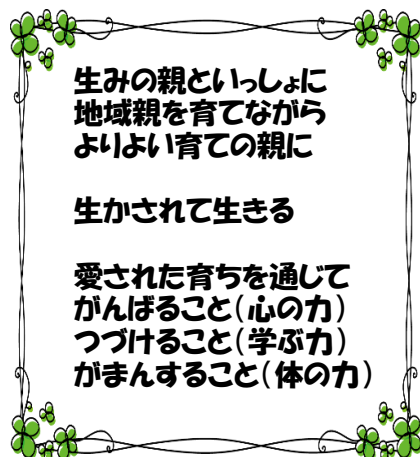 生みの親といっしょに
地域親を育てながら
よりよい育ての親に
生かされて生きる
愛された育ちを通じて
がんばること(心の力)
つづけること(学ぶ力)
がまんすること(体の力)